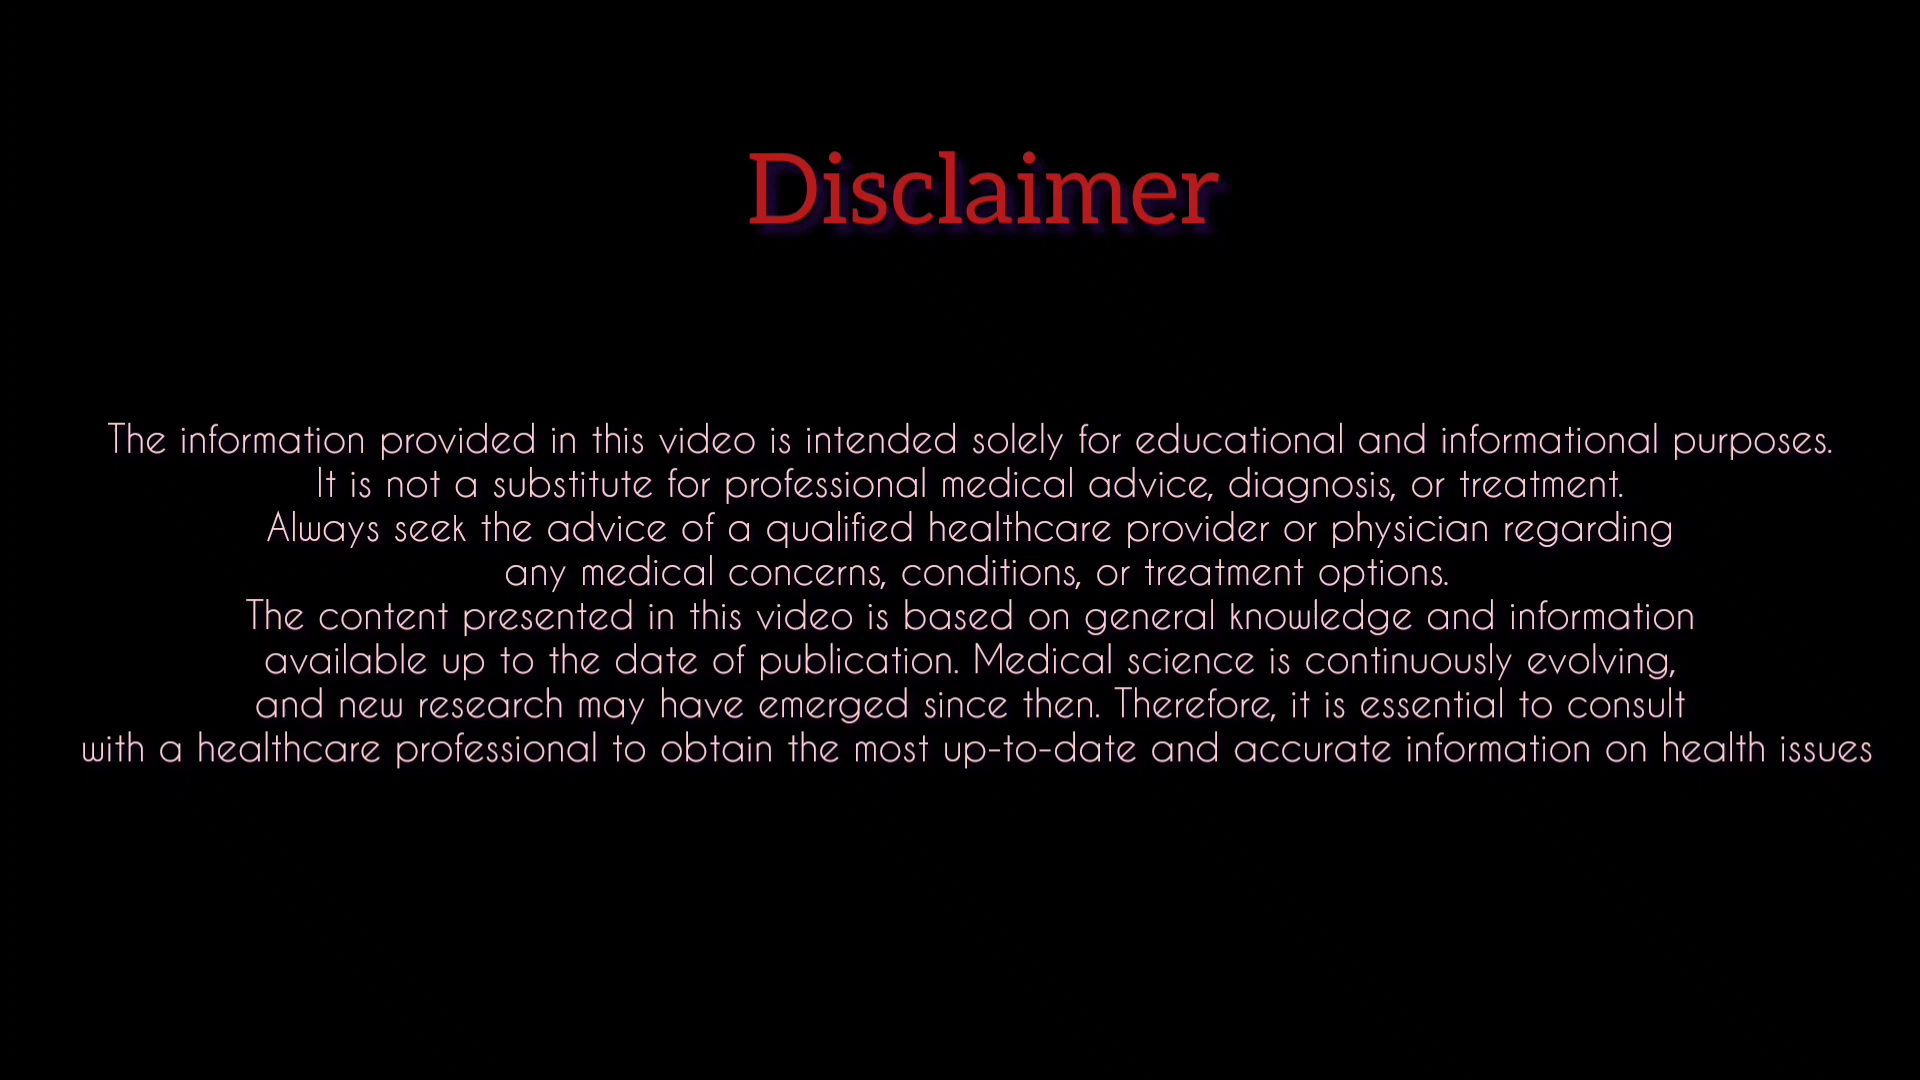 Disclaimer
The information provided in this video is intended solely for educational and informational purposes.
It is not a substitute for professional medical advice, diagnosis, or treatment.
Always seek the advice of a qualified healthcare provider or physician regarding
any medical concerns, conditions, or treatment options.
The content presented in this video is based on general knowledge and information
available up to the date of publication. Medical science is continuously evolving,
and new research may have emerged since then. Therefore, it is essential to consult
with a healthcare professional to obtain the most up-to-date and accurate information on health issues